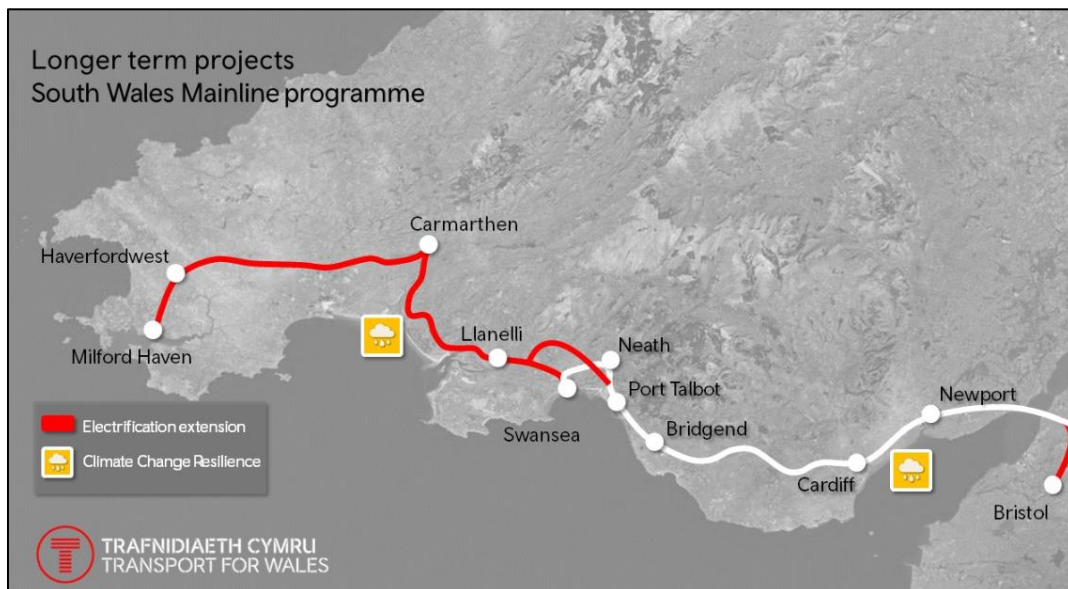 Longer term projects
South Wales Mainline programme
Carmarthen
Haverfordwest
Milford Haven
Llanelli
Neath
Port Talbot
Swansea
Bridgend
Newport
Cardiff
Bristol
Electrification extension
Climate Change Resilience
TRAFNIDIAETH CYMRU
TRANSPORT FOR WALES